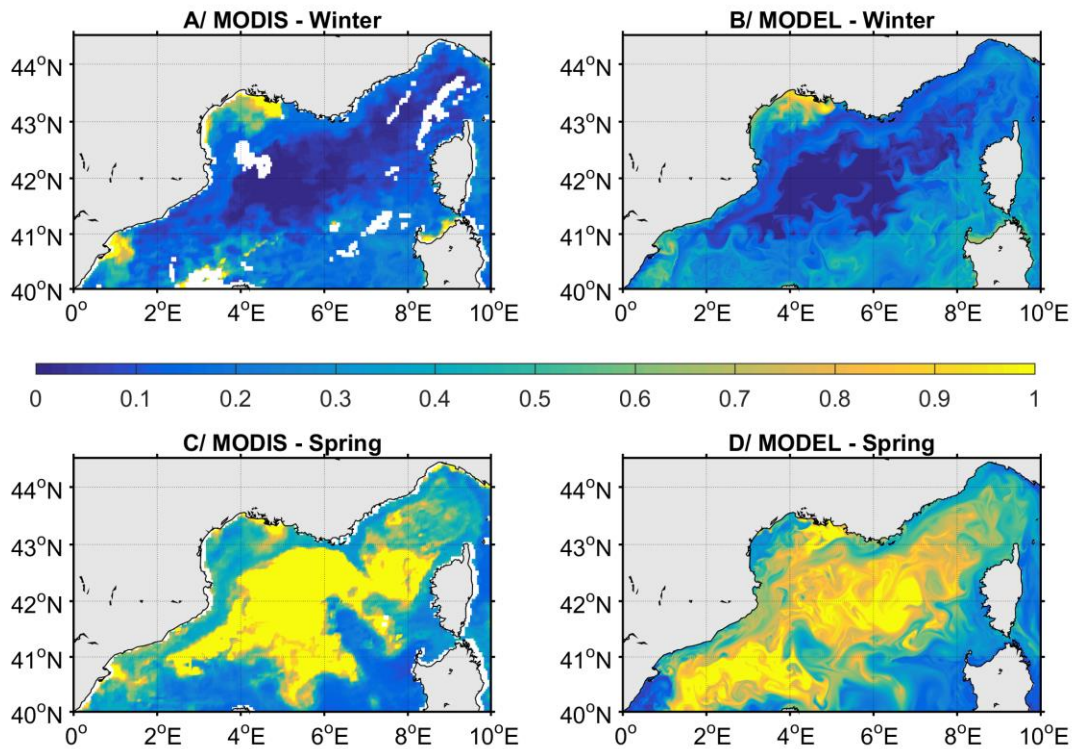 A/ MODIS - Winter
B/ MODEL - Winter
44°N
43°N
42°N
41°N
40°N
0° 2°E 4°E 6°E 8°E 10°E
44°N
43°N
42°N
41°N
40°N
0° 2°E 4°E 6°E 8°E 10°E
0 0.1 0.2 0.3 0.4 0.5 0.6 0.7 0.8 0.9 1
C/ MODIS - Spring
D/ MODEL - Spring
44°N
43°N
42°N
41°N
40°N
0° 2°E 4°E 6°E 8°E 10°E
44°N
43°N
42°N
41°N
40°N
0° 2°E 4°E 6°E 8°E 10°E